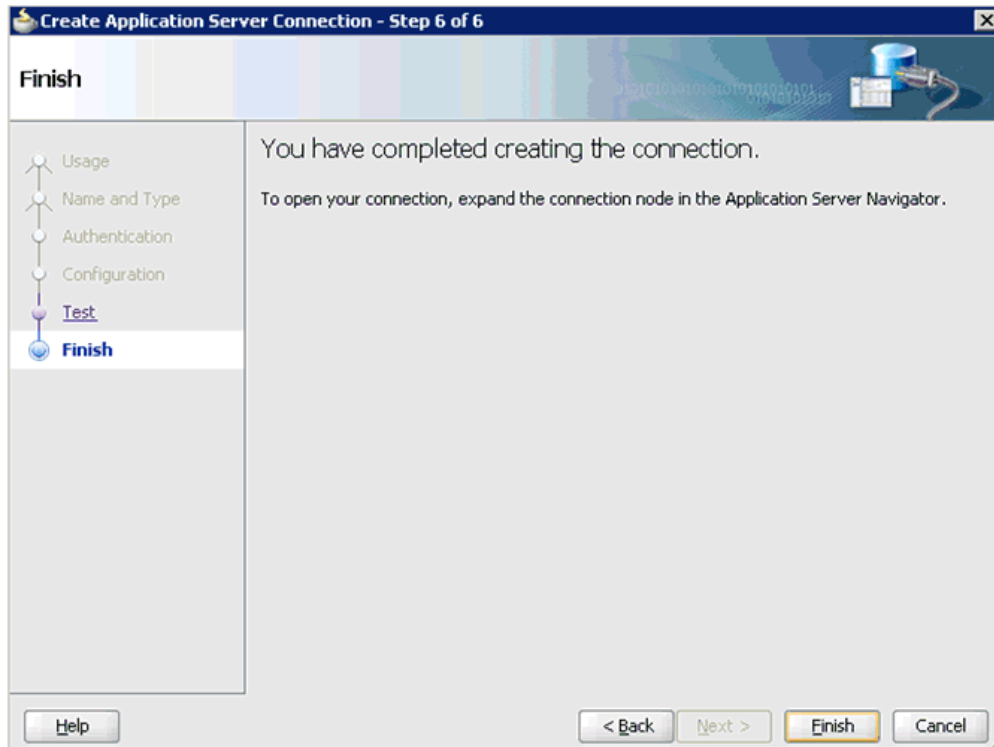 Create Application Server Connection - Step 6 of 6
Finish
Usage
Name and Type
Authentication
Configuration
Test
Finish
You have completed creating the connection.
To open your connection, expand the connection node in the Application Server Navigator.
Help
< Back
Next >
Finish
Cancel